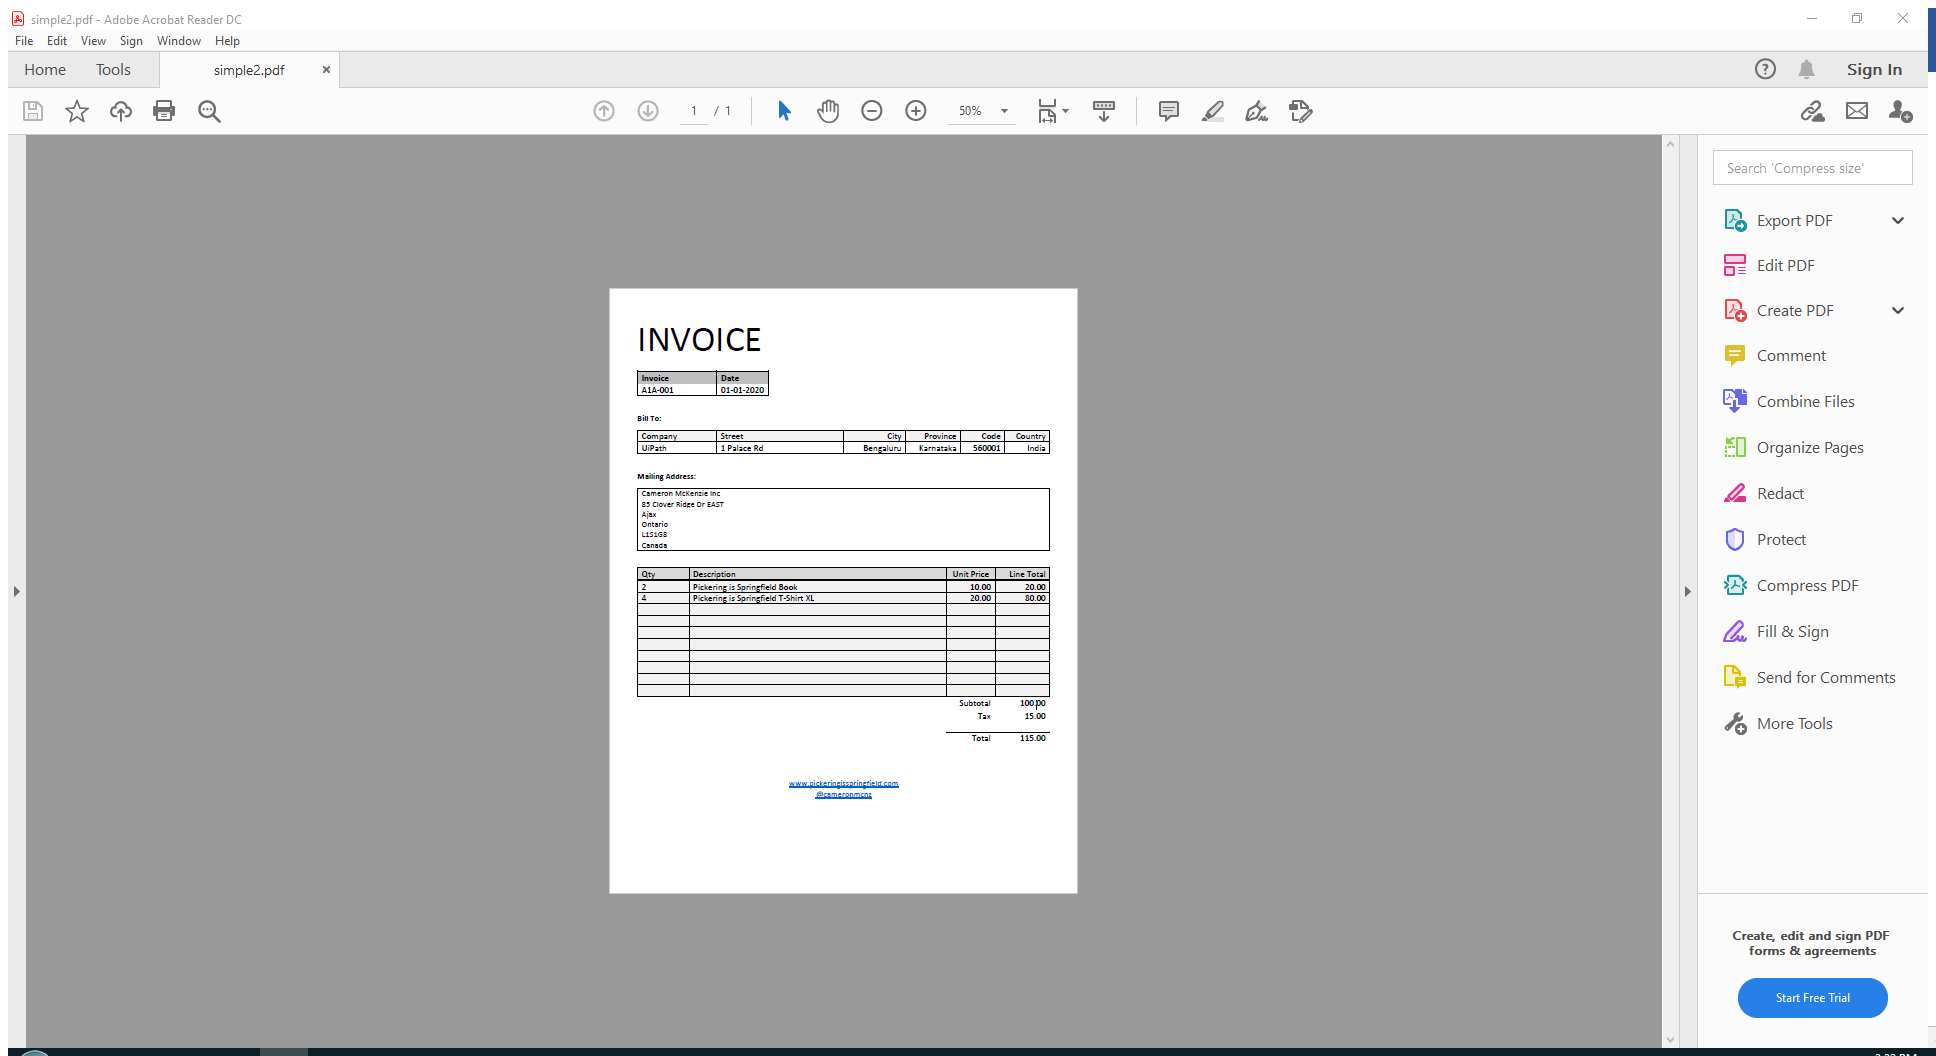 simple2.pdf - Adobe Acrobat Reader DC
File Edit View Sign Window Help
Home Tools simple2.pdf Sign In
1 / 1 50%
Search 'Compress size'
Export PDF
Edit PDF
Create PDF
Comment
Combine Files
Organize Pages
Redact
Protect
Compress PDF
Fill & Sign
Send for Comments
More Tools
Create, edit and sign PDF
forms & agreements
Start Free Trial
INVOICE
Invoice Date
A1A-001 01-01-2020
Bill To:
Company Street City Province Code Country
UiPath 1 Palace Rd Bengaluru Karnataka 560001 India
Mailing Address:
Cameron McKenzie Inc
85 Clover Ridge Dr EAST
Ajax
Ontario
L1S1G8
Canada
Qty Description Unit Price Line Total
2 Pickering is Springfield Book 10.00 20.00
4 Pickering is Springfield T-Shirt XL 20.00 80.00
Subtotal 100.00
Tax 15.00
Total 115.00
www.pickeringisspringfield.com
@cameronmcnz